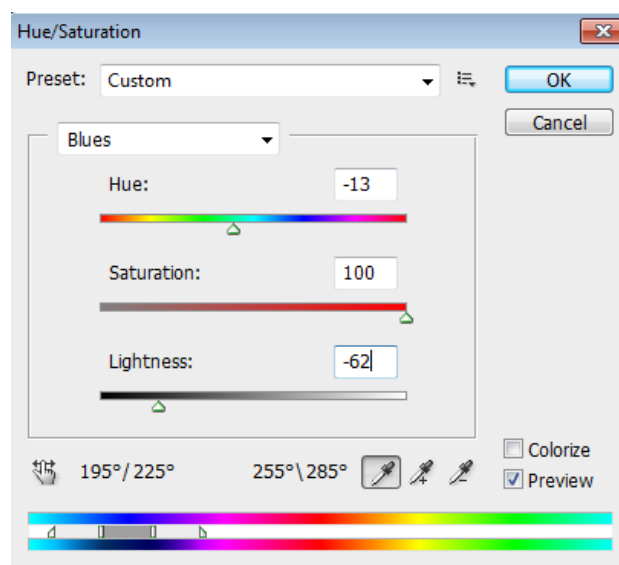 Hue/Saturation
Preset: Custom
OK
Cancel
Blues
Hue: -13
Saturation: 100
Lightness: -62
195°/225° 255°\285°
Colorize
Preview